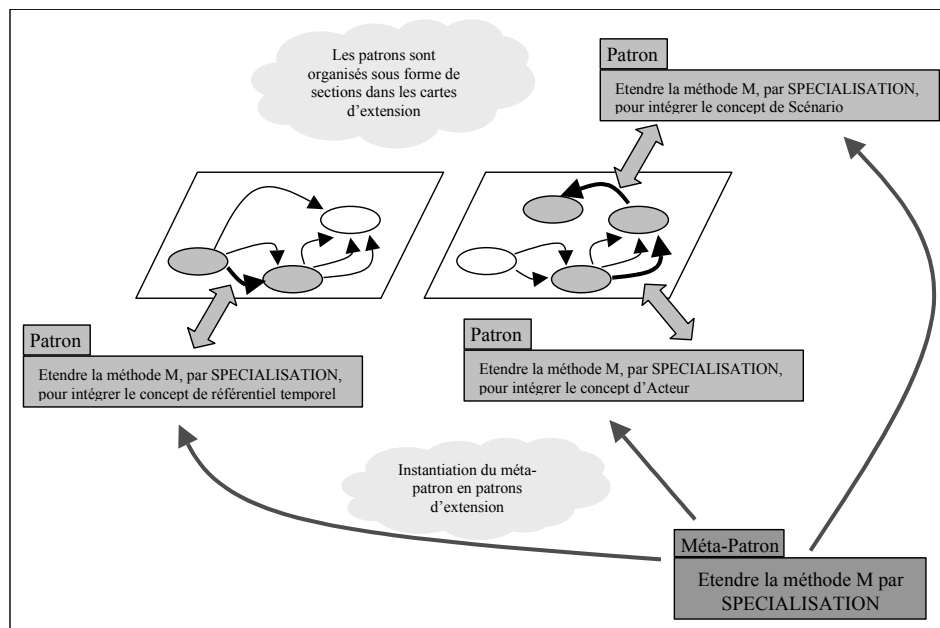 Les patrons sont
organisés sous forme de
sections dans les cartes
d'extension
Patron
Etendre la méthode M, par SPECIALISATION,
pour intégrer le concept de Scénario
Patron
Etendre la méthode M, par SPECIALISATION,
pour intégrer le concept de référentiel temporel
Patron
Etendre la méthode M, par SPECIALISATION,
pour intégrer le concept d'Acteur
Instantiation du méta-
patron en patrons
d'extension
Méta-Patron
Etendre la méthode M par
SPECIALISATION